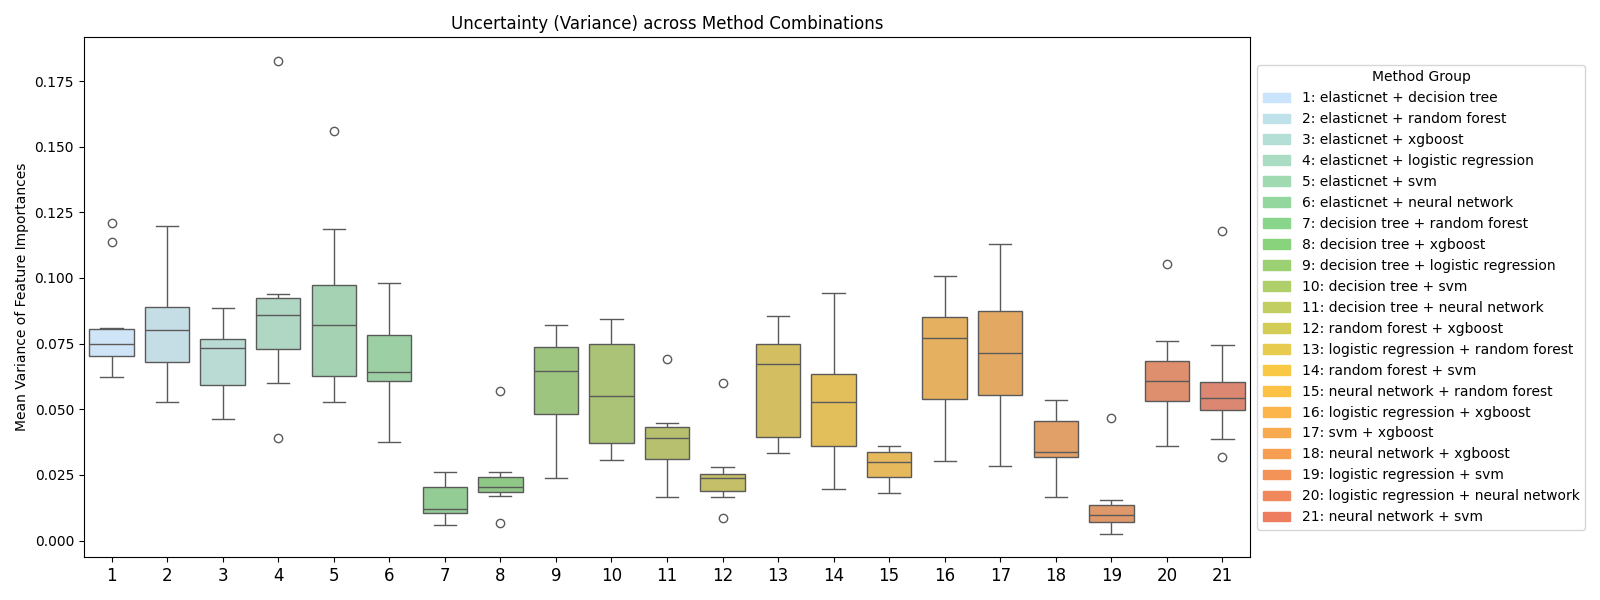 Uncertainty (Variance) across Method Combinations
Mean Variance of Feature Importances
0.175
0.150
0.125
0.100
0.075
0.050
0.025
0.000
1 2 3 4 5 6 7 8 9 10 11 12 13 14 15 16 17 18 19 20 21
Method Group
1: elasticnet + decision tree
2: elasticnet + random forest
3: elasticnet + xgboost
4: elasticnet + logistic regression
5: elasticnet + svm
6: elasticnet + neural network
7: decision tree + random forest
8: decision tree + xgboost
9: decision tree + logistic regression
10: decision tree + svm
11: decision tree + neural network
12: random forest + xgboost
13: logistic regression + random forest
14: random forest + svm
15: neural network + random forest
16: logistic regression + xgboost
17: svm + xgboost
18: neural network + xgboost
19: logistic regression + svm
20: logistic regression + neural network
21: neural network + svm